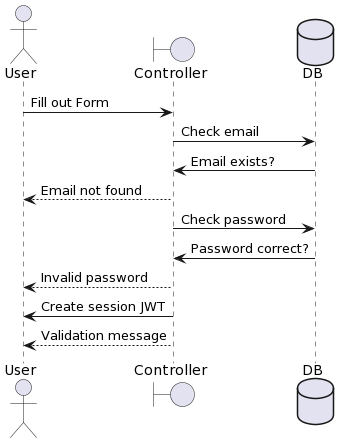 User
Controller
DB
Fill out Form
Check email
Email exists?
Email not found
Check password
Password correct?
Invalid password
Create session JWT
Validation message
User
Controller
DB